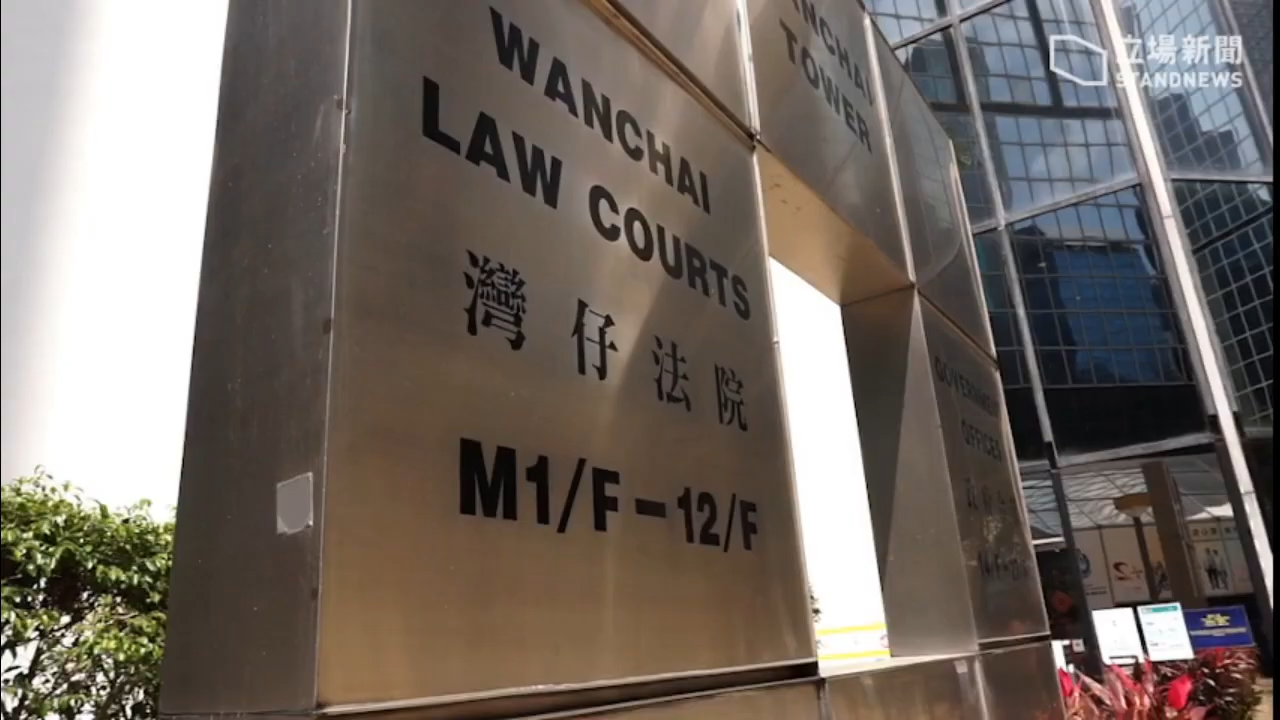 WANCHAI
LAW COURTS
灣仔法院
M1/F-12/F
WANCHAI
TOWER
GOVERNMENT
OFFICES
立場新聞
STANDNEWS